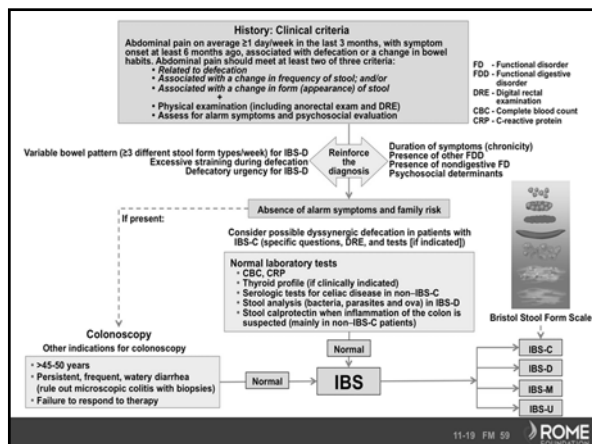 History: Clinical criteria
Abdominal pain on average ≥1 day/week in the last 3 months, with symptom
onset at least 6 months ago, associated with defecation or a change in bowel
habits. Abdominal pain should meet at least two of three criteria:
• Related to defecation
• Associated with a change in frequency of stool; and/or
• Associated with a change in form (appearance) of stool
+
• Physical examination (including anorectal exam and DRE)
• Assess for alarm symptoms and psychosocial evaluation
FD - Functional disorder
FDD - Functional digestive
disorder
DRE - Digital rectal
examination
CBC - Complete blood count
CRP - C-reactive protein
Variable bowel pattern (≥3 different stool form types/week) for IBS-D
Excessive straining during defecation
Defecatory urgency for IBS-D
Reinforce
the
diagnosis
Duration of symptoms (chronicity)
Presence of other FDD
Presence of nondigestive FD
Psychosocial determinants
If present:
Absence of alarm symptoms and family risk
Consider possible dyssynergic defecation in patients with
IBS-C (specific questions, DRE, and tests [if indicated])
Normal laboratory tests
• CBC, CRP
• Thyroid profile (if clinically indicated)
• Serologic tests for celiac disease in non–IBS-C
• Stool analysis (bacteria, parasites and ova) in IBS-D
• Stool calprotectin when inflammation of the colon is
suspected (mainly in non–IBS-C patients)
Bristol Stool Form Scale
Colonoscopy
Other indications for colonoscopy
• >45-50 years
• Persistent, frequent, watery diarrhea
(rule out microscopic colitis with biopsies)
• Failure to respond to therapy
Normal
Normal
IBS
IBS-C
IBS-D
IBS-M
IBS-U
11-19 FM 59
ROME
FOUNDATION